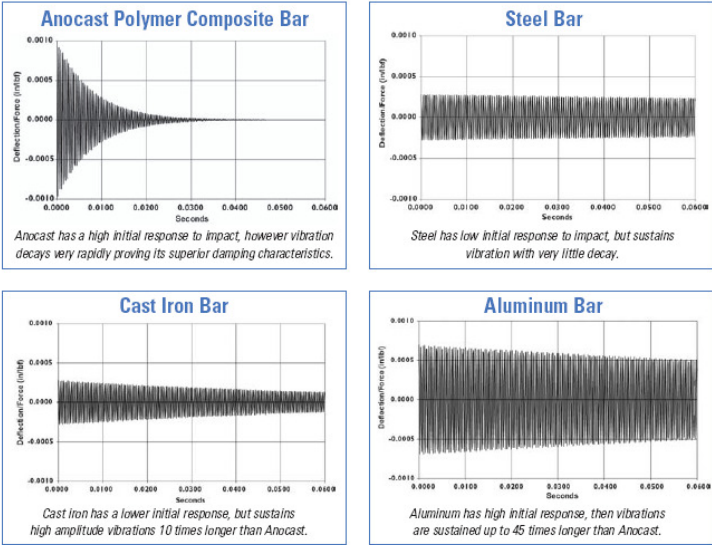 Anocast Polymer Composite Bar
0.0010
0.0005
0.0000
-0.0005
-0.0010
Deflection/Force (in/lbf)
0.0000 0.0100 0.0200 0.0300 0.0400 0.0500 0.0600
Seconds
Anocast has a high initial response to impact, however vibration
decays very rapidly proving its superior damping characteristics.
Steel Bar
0.0010
0.0005
0.0000
-0.0005
-0.0010
Deflection/Force (in/lbf)
0.0000 0.0100 0.0200 0.0300 0.0400 0.0500 0.0600
Seconds
Steel has low initial response to impact, but sustains
vibration with very little decay.
Cast Iron Bar
0.0010
0.0005
0.0000
-0.0005
-0.0010
Deflection/Force (in/lbf)
0.0000 0.0100 0.0200 0.0300 0.0400 0.0500 0.0600
Seconds
Cast iron has a lower initial response, but sustains
high amplitude vibrations 10 times longer than Anocast.
Aluminum Bar
0.0010
0.0005
0.0000
-0.0005
-0.0010
Deflection/Force (in/lbf)
0.0000 0.0100 0.0200 0.0300 0.0400 0.0500 0.0600
Seconds
Aluminum has high initial response, then vibrations
are sustained up to 45 times longer than Anocast.